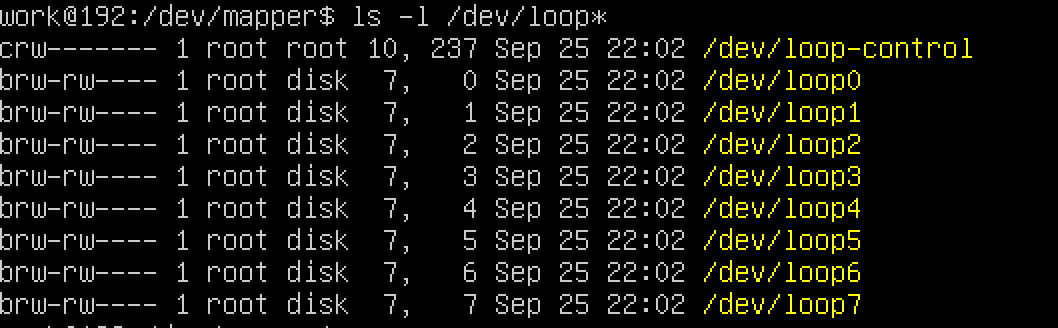 work@192:/dev/mapper$ ls -l /dev/loop*
crw------- 1 root root 10, 237 Sep 25 22:02 /dev/loop-control
brw-rw---- 1 root disk  7,   0 Sep 25 22:02 /dev/loop0
brw-rw---- 1 root disk  7,   1 Sep 25 22:02 /dev/loop1
brw-rw---- 1 root disk  7,   2 Sep 25 22:02 /dev/loop2
brw-rw---- 1 root disk  7,   3 Sep 25 22:02 /dev/loop3
brw-rw---- 1 root disk  7,   4 Sep 25 22:02 /dev/loop4
brw-rw---- 1 root disk  7,   5 Sep 25 22:02 /dev/loop5
brw-rw---- 1 root disk  7,   6 Sep 25 22:02 /dev/loop6
brw-rw---- 1 root disk  7,   7 Sep 25 22:02 /dev/loop7